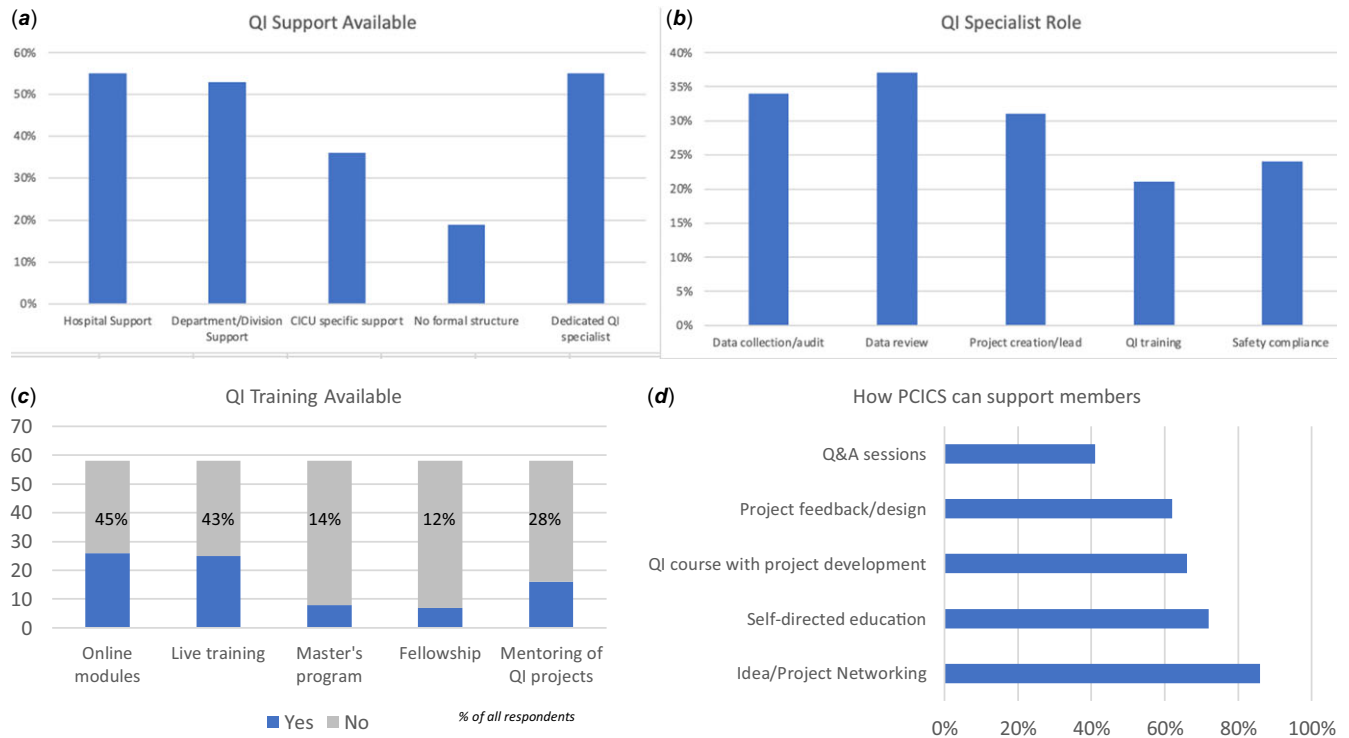 (a)
QI Support Available
60%
50%
40%
30%
20%
10%
0%
Hospital Support
Department/Division
Support
CICU specific support
No formal structure
Dedicated QI
specialist
(b)
QI Specialist Role
40%
35%
30%
25%
20%
15%
10%
5%
0%
Data collection/audit
Data review
Project creation/lead
QI training
Safety compliance
(c)
QI Training Available
70
60
50
40
30
20
10
0
45%
43%
14%
12%
28%
Online
modules
Live training
Master's
program
Fellowship
Mentoring of
QI projects
Yes
No
% of all respondents
(d)
How PCICS can support members
Q&A sessions
Project feedback/design
QI course with project development
Self-directed education
Idea/Project Networking
0%
20%
40%
60%
80%
100%